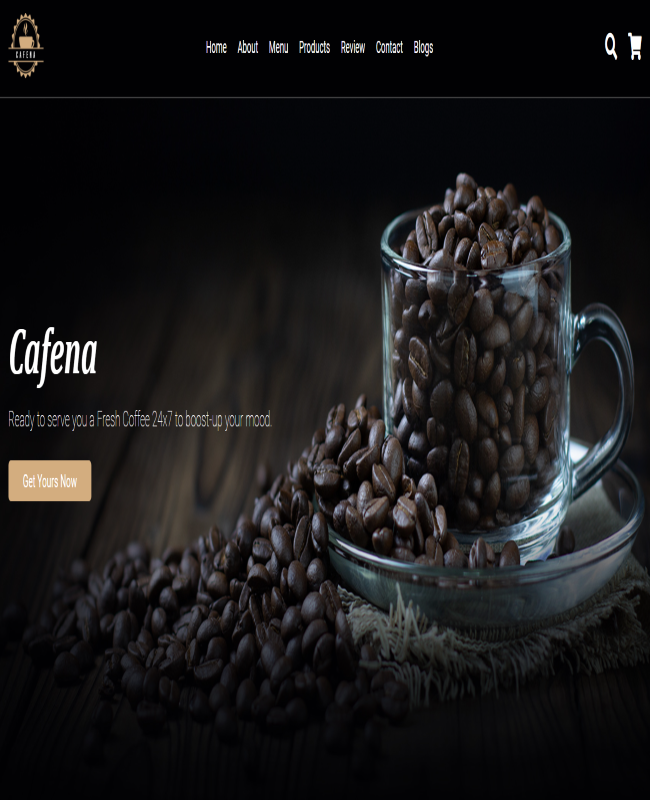 CAFENA
Home About Menu Products Review Contact Blogs
Cafena
Ready to serve you a Fresh Coffee 24x7 to boost-up your mood.
Get Yours Now